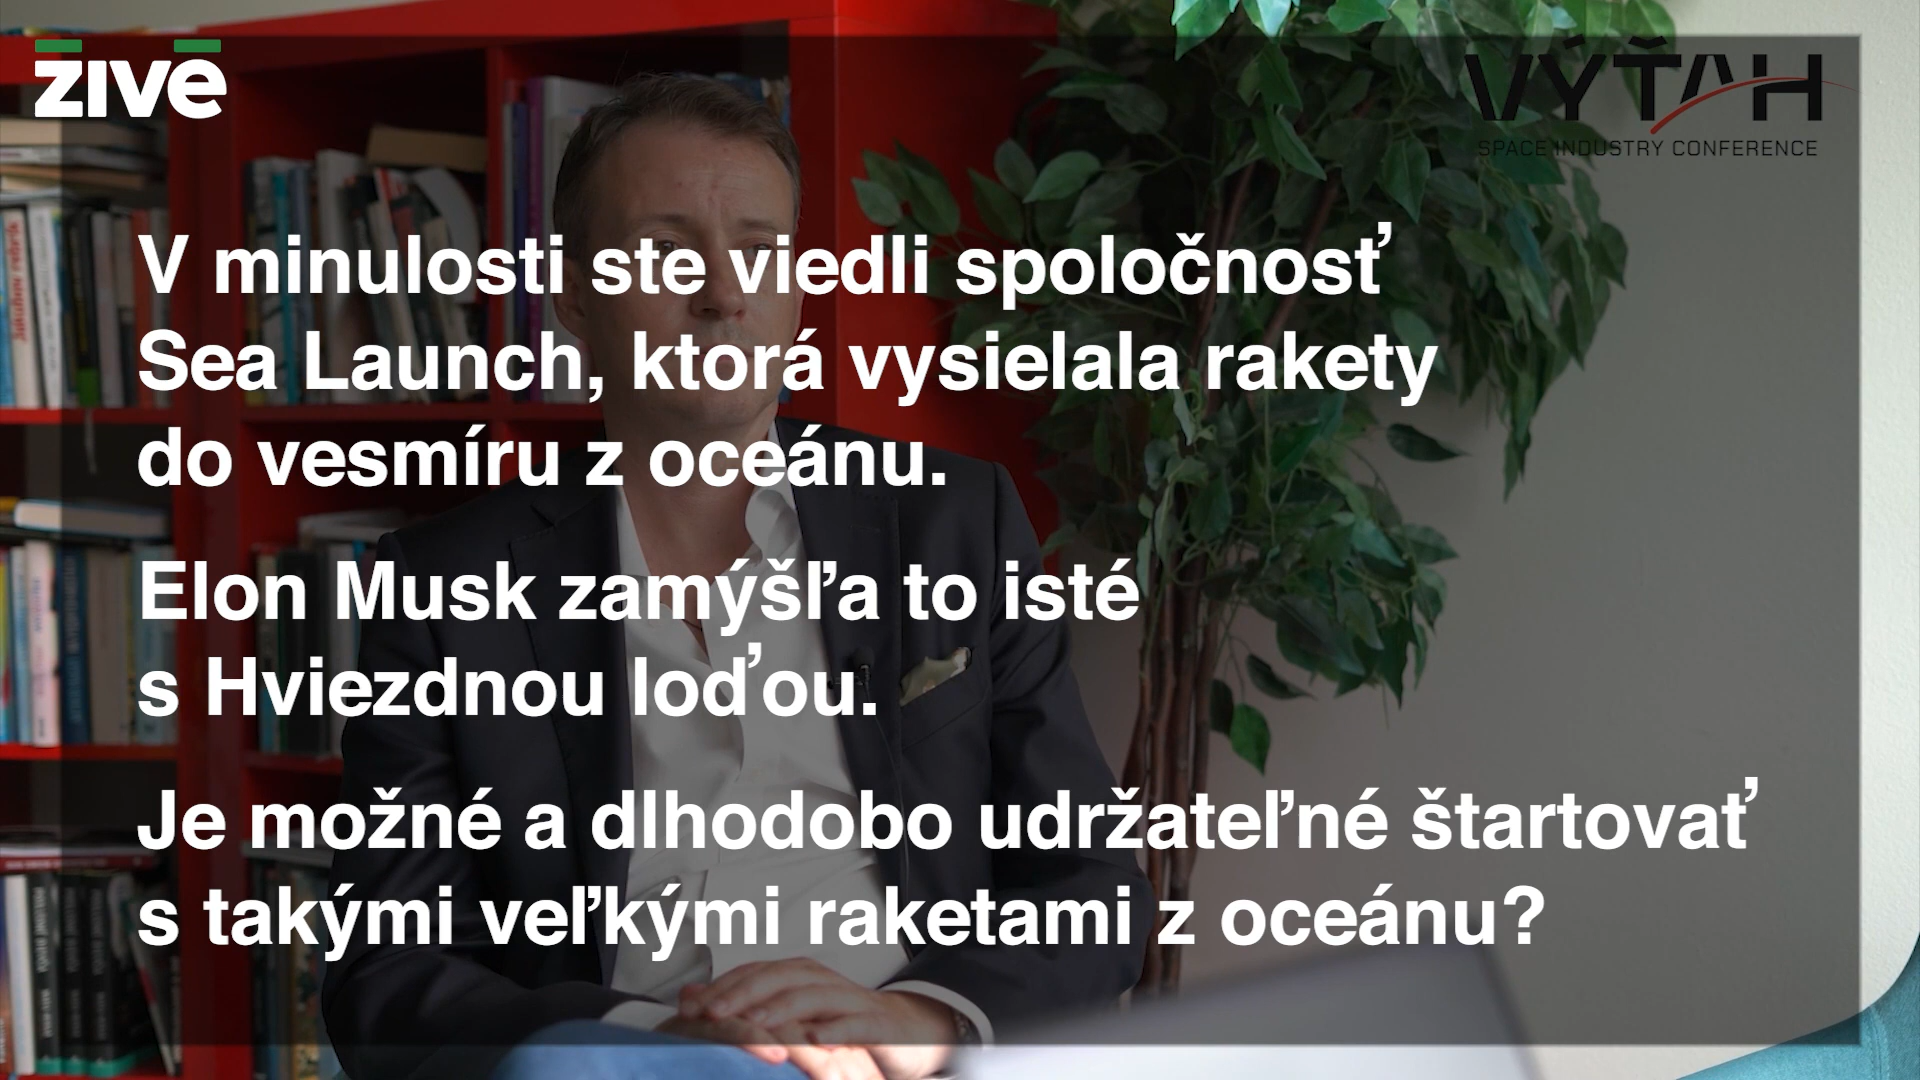 živē
VÝŤAH
SPACE INDUSTRY CONFERENCE
V minulosti ste viedli spoločnosť
Sea Launch, ktorá vysielala rakety
do vesmíru z oceánu.
Elon Musk zamýšľa to isté
s Hviezdnou loďou.
Je možné a dlhodobo udržateľné štartovať
s takými veľkými raketami z oceánu?